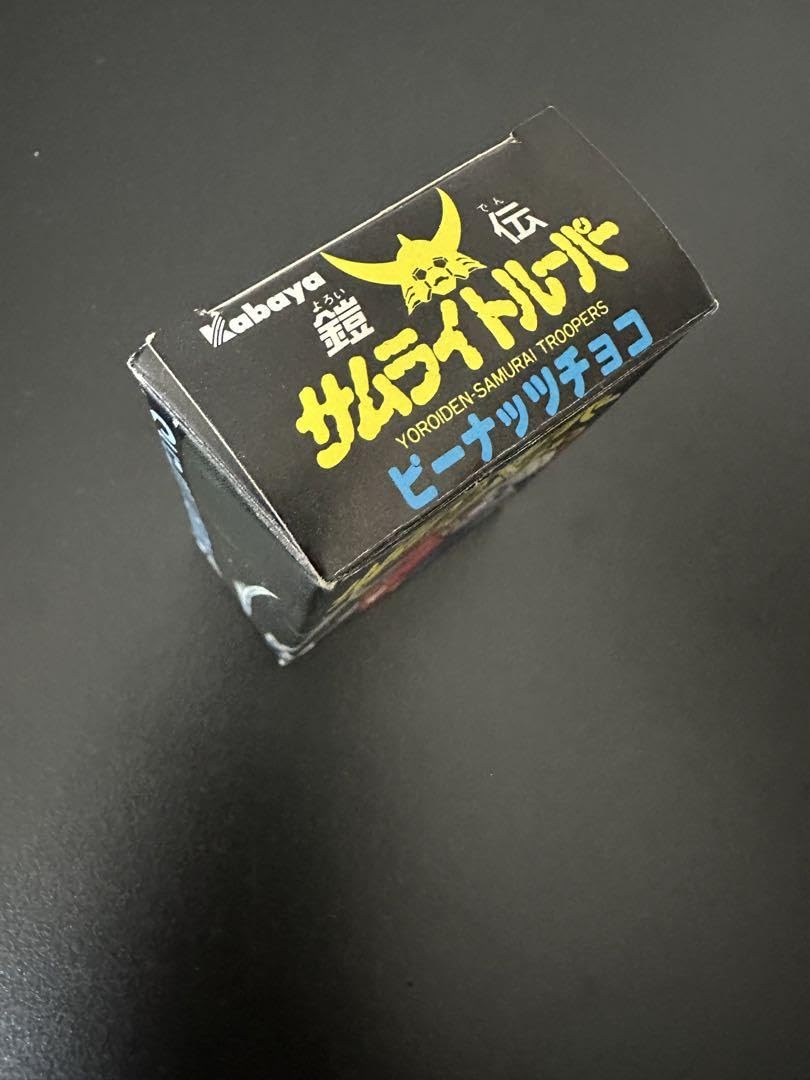 Kabaya
よろい でん
鎧 伝
サムライトルーパー
YOROIDEN-SAMURAI TROOPERS
ピーナッツチョコ